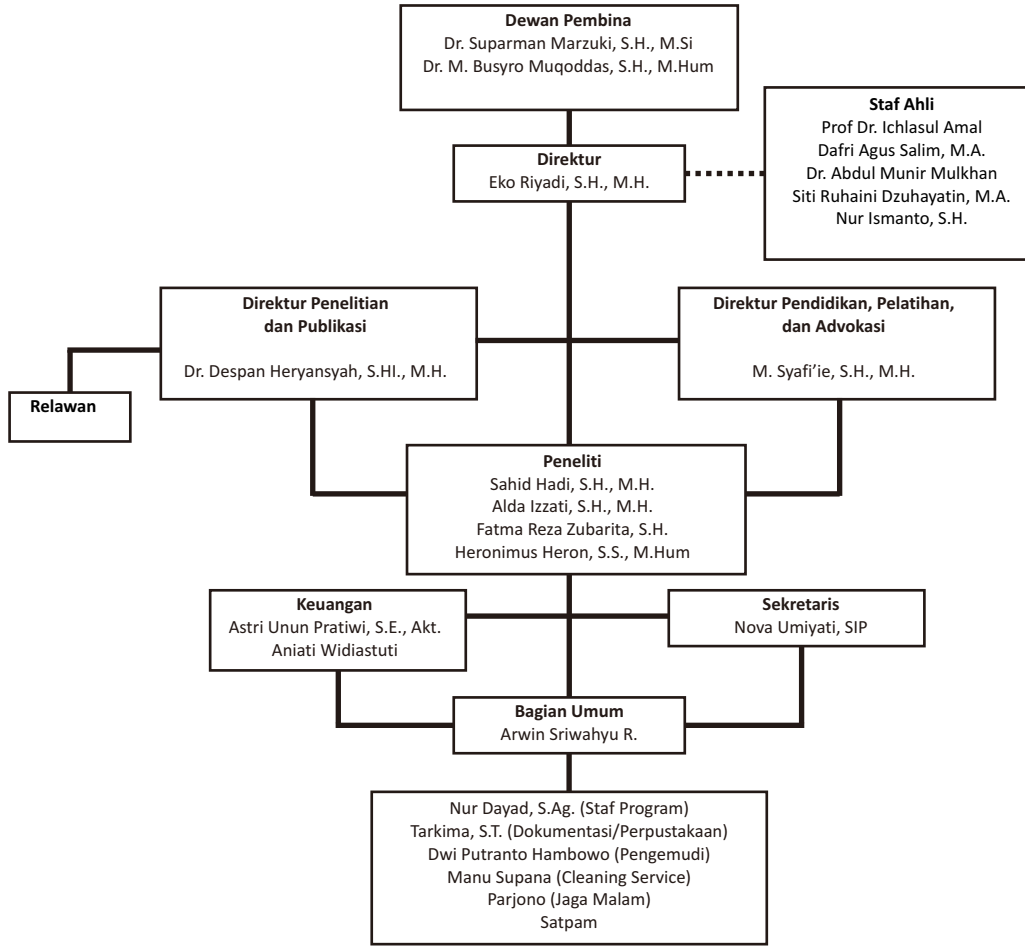 Dewan Pembina
Dr. Suparman Marzuki, S.H., M.Si
Dr. M. Busyro Muqoddas, S.H., M.Hum
Staf Ahli
Prof Dr. Ichlasul Amal
Dafri Agus Salim, M.A.
Dr. Abdul Munir Mulkhan
Siti Ruhaini Dzuhayatin, M.A.
Nur Ismanto, S.H.
Direktur
Eko Riyadi, S.H., M.H.
Direktur Penelitian
dan Publikasi
Dr. Despan Heryansyah, S.HI., M.H.
Direktur Pendidikan, Pelatihan,
dan Advokasi
M. Syafi’ie, S.H., M.H.
Relawan
Peneliti
Sahid Hadi, S.H., M.H.
Alda Izzati, S.H., M.H.
Fatma Reza Zubarita, S.H.
Heronimus Heron, S.S., M.Hum
Keuangan
Astri Unun Pratiwi, S.E., Akt.
Aniati Widiastuti
Sekretaris
Nova Umiyati, SIP
Bagian Umum
Arwin Sriwahyu R.
Nur Dayad, S.Ag. (Staf Program)
Tarkima, S.T. (Dokumentasi/Perpustakaan)
Dwi Putranto Hambowo (Pengemudi)
Manu Supana (Cleaning Service)
Parjono (Jaga Malam)
Satpam